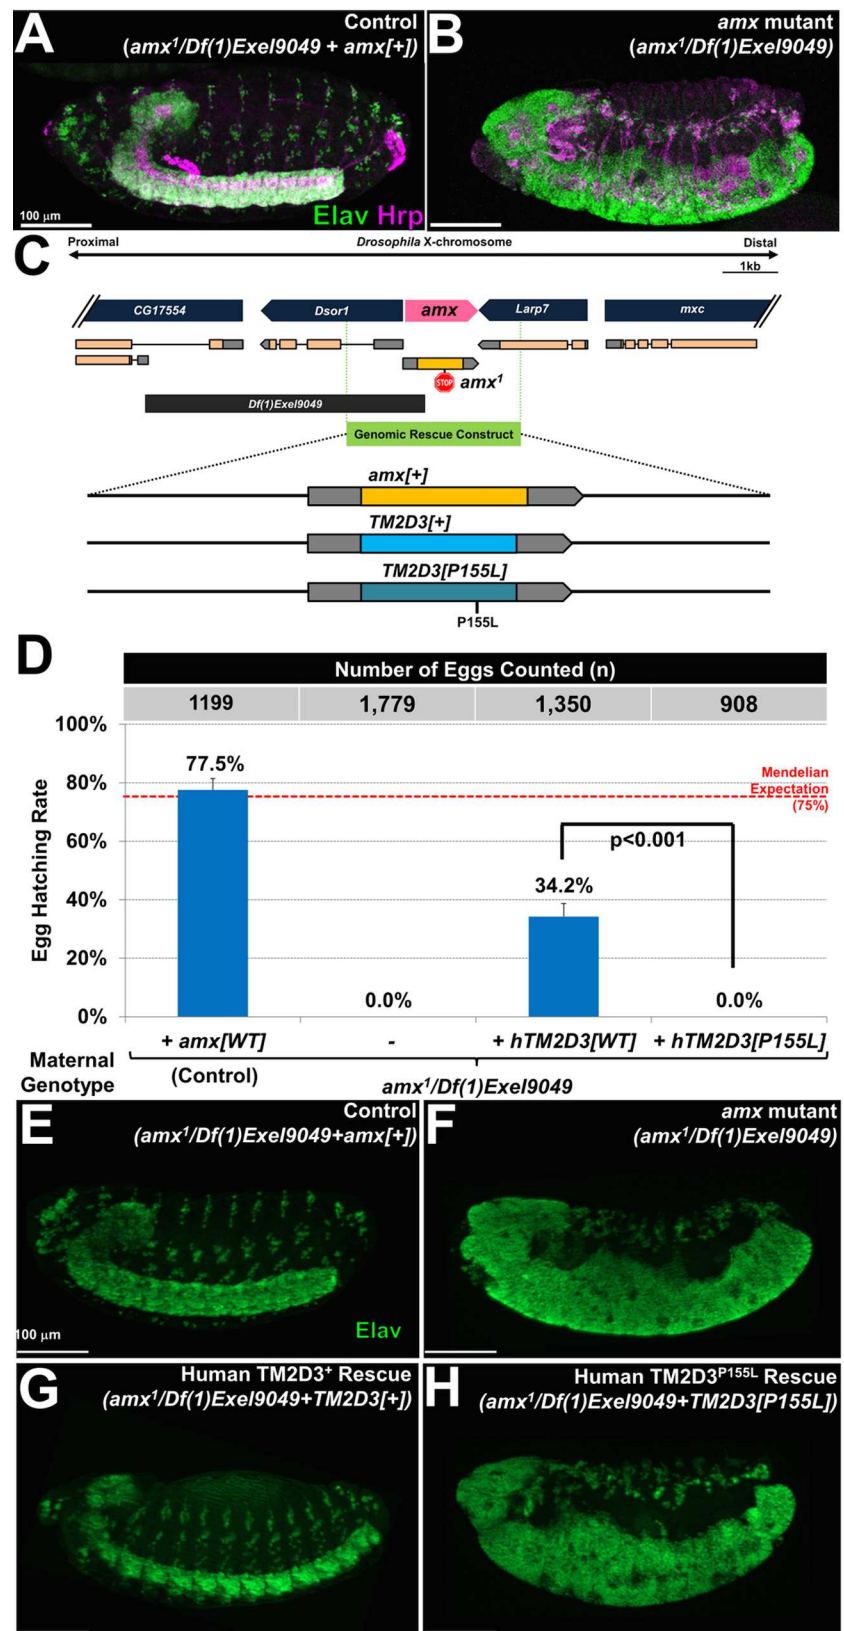 A
Control
(amx¹/Df(1)Exel9049 + amx[+])
100 μm
Elav Hrp
B
amx mutant
(amx¹/Df(1)Exel9049)
C
Proximal
Drosophila X-chromosome
Distal
1kb
CG17554
Dsor1
amx
Larp7
mxc
STOP
amx¹
Df(1)Exel9049
Genomic Rescue Construct
amx[+]
TM2D3[+]
TM2D3[P155L]
P155L
D
Number of Eggs Counted (n)
1199 1,779 1,350 908
Egg Hatching Rate
100%
80%
60%
40%
20%
0%
77.5%
0.0%
34.2%
0.0%
p<0.001
Mendelian
Expectation
(75%)
+ amx[WT] - + hTM2D3[WT] + hTM2D3[P155L]
(Control)
Maternal
Genotype
amx¹/Df(1)Exel9049
E
Control
(amx¹/Df(1)Exel9049+amx[+])
100 μm
Elav
F
amx mutant
(amx¹/Df(1)Exel9049)
G
Human TM2D3⁺ Rescue
(amx¹/Df(1)Exel9049+TM2D3[+])
H
Human TM2D3ᴾ¹⁵⁵ᴸ Rescue
(amx¹/Df(1)Exel9049+TM2D3[P155L])